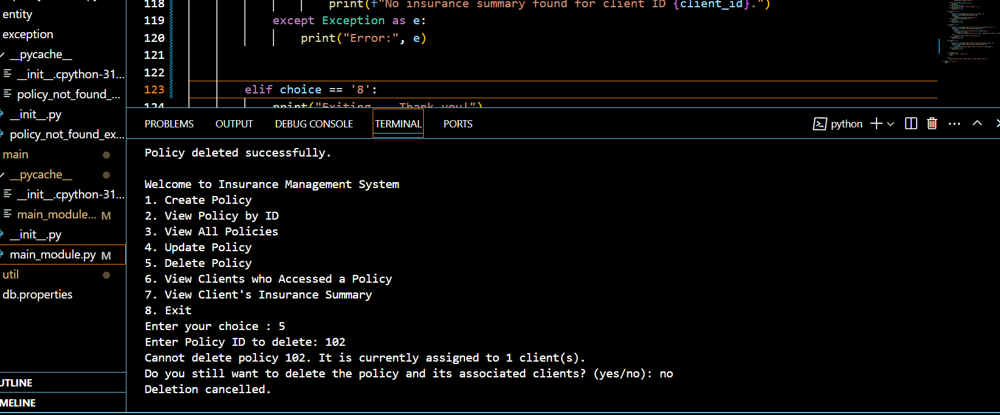 entity
exception
__pycache__
__init__.cpython-31...
policy_not_found_...
__init__.py
policy_not_found_ex...
main
__pycache__
__init__.cpython-31...
main_module... M
__init__.py
main_module.py M
util
db.properties
UTLINE
MELINE
118 print(f"No insurance summary found for client ID {client_id}.")
119 except Exception as e:
120 print("Error:", e)
121
122
123 elif choice == '8':
124 print("Exiting... Thank you!")
PROBLEMS OUTPUT DEBUG CONSOLE TERMINAL PORTS python
Policy deleted successfully.
Welcome to Insurance Management System
1. Create Policy
2. View Policy by ID
3. View All Policies
4. Update Policy
5. Delete Policy
6. View Clients who Accessed a Policy
7. View Client's Insurance Summary
8. Exit
Enter your choice : 5
Enter Policy ID to delete: 102
Cannot delete policy 102. It is currently assigned to 1 client(s).
Do you still want to delete the policy and its associated clients? (yes/no): no
Deletion cancelled.